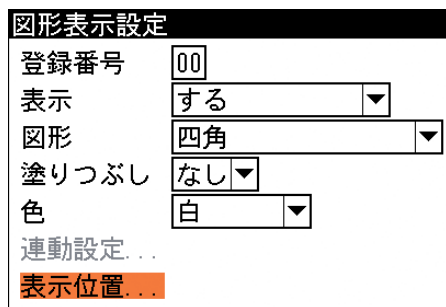 図形表示設定
登録番号 00
表示 する
図形 四角
塗りつぶし なし
色 白
連動設定...
表示位置...